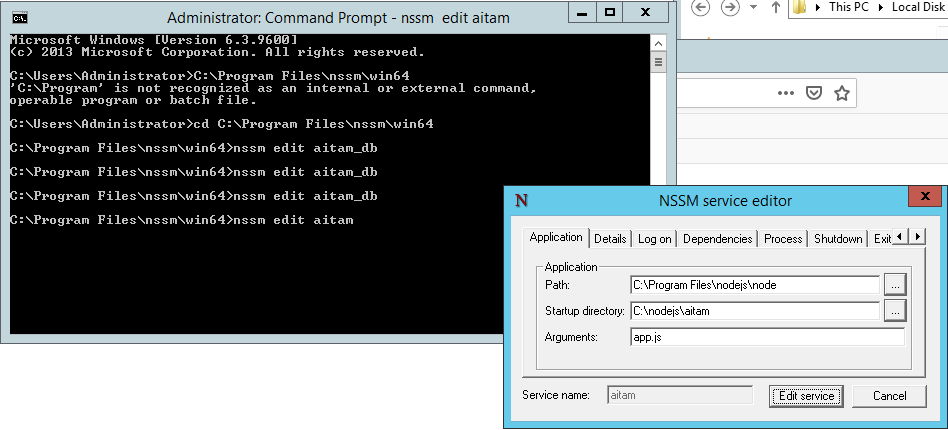 Administrator: Command Prompt - nssm  edit aitam
This PC
Local Disk
Microsoft Windows [Version 6.3.9600]
(c) 2013 Microsoft Corporation. All rights reserved.
C:\Users\Administrator>C:\Program Files\nssm\win64
'C:\Program' is not recognized as an internal or external command,
operable program or batch file.
C:\Users\Administrator>cd C:\Program Files\nssm\win64
C:\Program Files\nssm\win64>nssm edit aitam_db
C:\Program Files\nssm\win64>nssm edit aitam_db
C:\Program Files\nssm\win64>nssm edit aitam_db
C:\Program Files\nssm\win64>nssm edit aitam
N NSSM service editor
Application Details Log on Dependencies Process Shutdown Exit
Application
Path: C:\Program Files\nodejs\node ...
Startup directory: C:\nodejs\aitam ...
Arguments: app.js
Service name: aitam Edit service Cancel